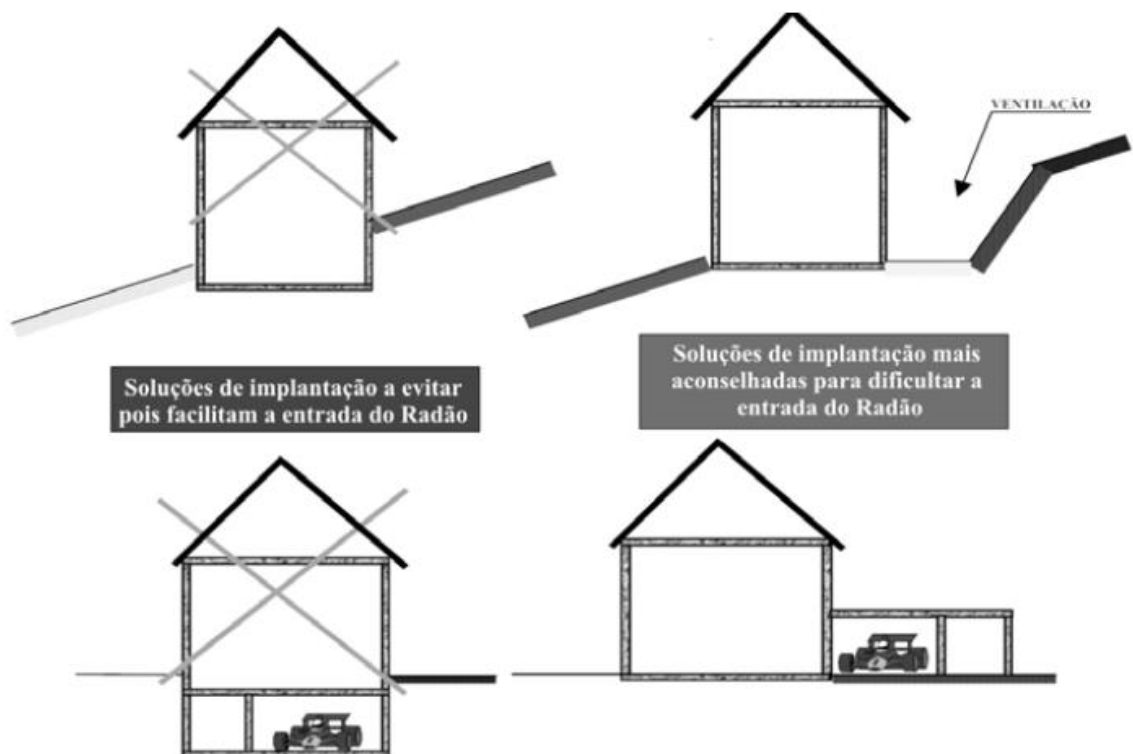 VENTILAÇÃO
Soluções de implantação a evitar
pois facilitam a entrada do Radão
Soluções de implantação mais
aconselhadas para dificultar a
entrada do Radão